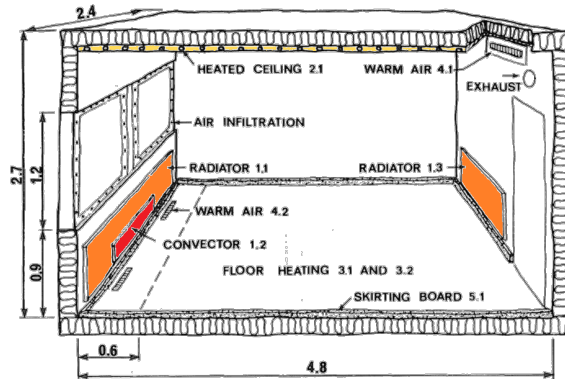 2.4
HEATED CEILING 2.1
WARM AIR 4.1
EXHAUST
AIR INFILTRATION
2.7
1.2
RADIATOR 1.1
RADIATOR 1.3
WARM AIR 4.2
CONVECTOR 1.2
0.9
FLOOR HEATING 3.1 AND 3.2
SKIRTING BOARD 5.1
0.6
4.8